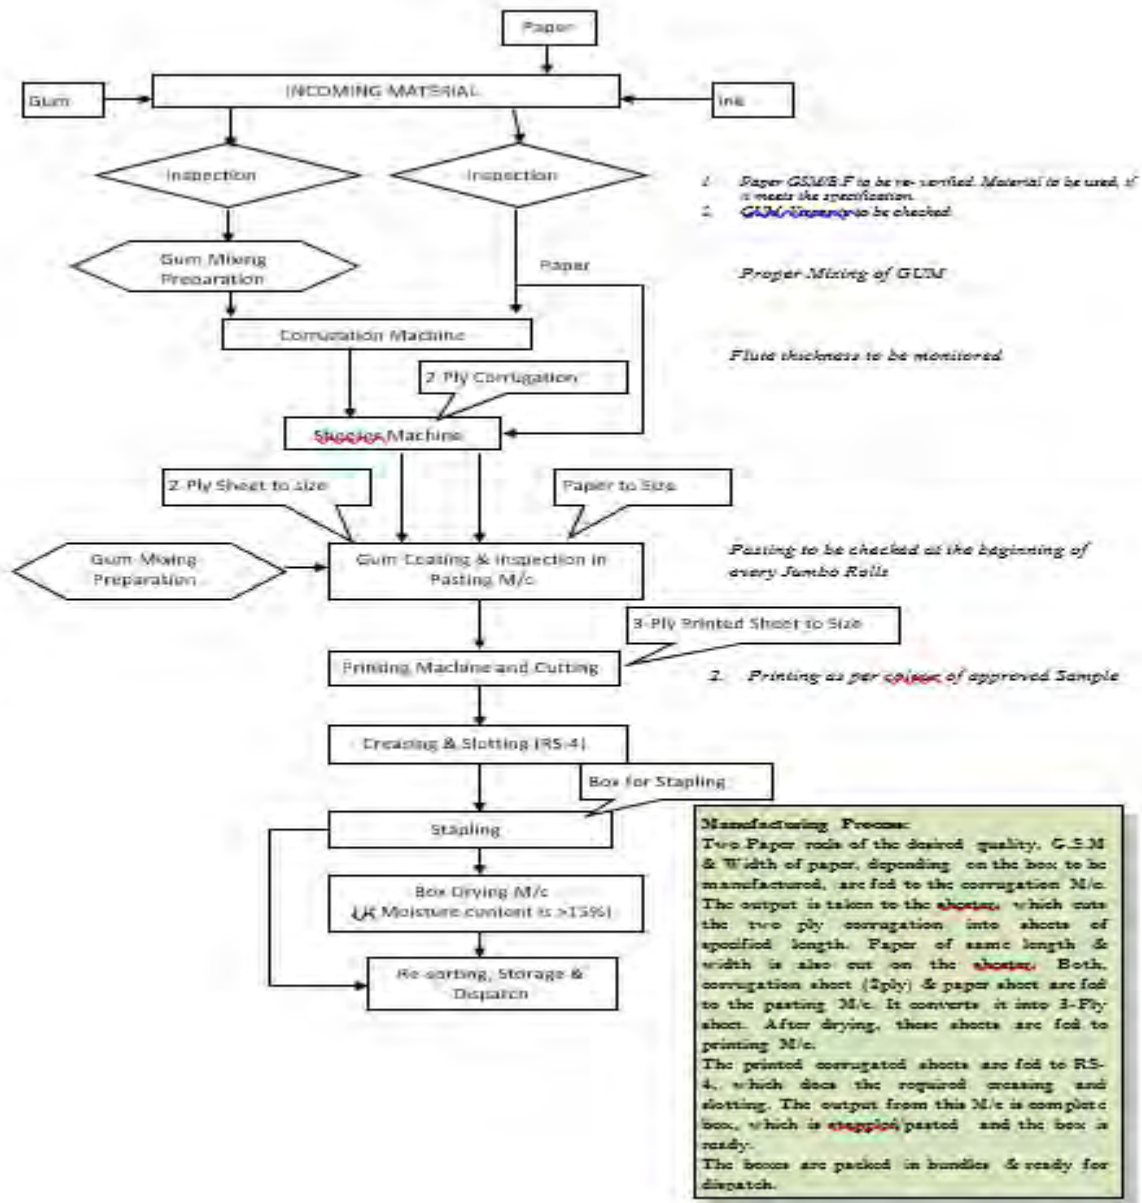 Paper
INCOMING MATERIAL
Gum
Ink
Inspection
Inspection
1. Paper GSM/B.F to be re-verified. Material to be used, if
it meets the specification.
2. GUM to be checked
Gum Mixing
Preparation
Paper
Proper Mixing of GUM
Corrugation Machine
Flute thickness to be monitored
2-Ply Corrugation
Machine
2-Ply Sheet to size
Paper to Size
Gum Mixing
Preparation
Gum Coating & Inspection in
Pasting M/c
Pasting to be checked at the beginning of
every Jumbo Rolls
3-Ply Printed Sheet to Size
Printing Machine and Cutting
2. Printing as per of approved Sample
Creasing & Slotting (RS-4)
Box for Stapling
Stapling
Box Drying M/c
Moisture content is >15%)
Re-sorting, Storage &
Dispatch
Manufacturing Process:
Two Paper reels of the desired quality, G.S.M
& Width of paper, depending on the box to be
manufactured, are fed to the corrugation M/c.
The output is taken to the sheeter, which cuts
the two ply corrugation into sheets of
specified length. Paper of same length &
width is also cut on the sheeter. Both,
corrugation sheet (2ply) & paper sheet are fed
to the pasting M/c. It converts it into 3-Ply
sheet. After drying, these sheets are fed to
printing M/c.
The printed corrugated sheets are fed to RS-
4, which does the required creasing and
slotting. The output from this M/c is complete
box, which is stappled/pasted and the box is
ready.
The boxes are packed in bundles & ready for
dispatch.